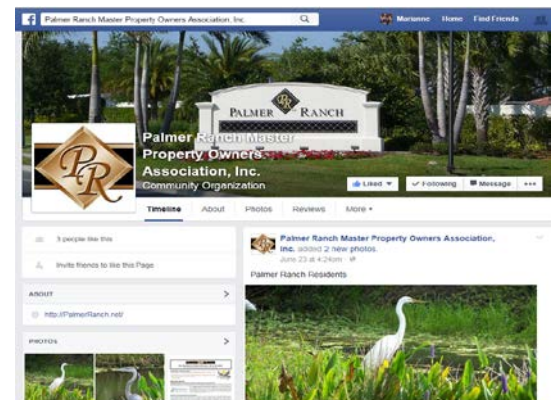 Palmer Ranch Master Property Owners Association, Inc.
Marianne Home Find Friends
PALMER RANCH
PR
Palmer Ranch Master
Property Owners
Association, Inc.
Community Organization
PR
Liked Following Message
Timeline About Photos Reviews More
3 people like this
Invite friends to like this Page
ABOUT
http://PalmerRanch.net/
PHOTOS
Palmer Ranch Master Property Owners Association,
Inc. added 2 new photos.
June 23 at 4:24am
Palmer Ranch Residents